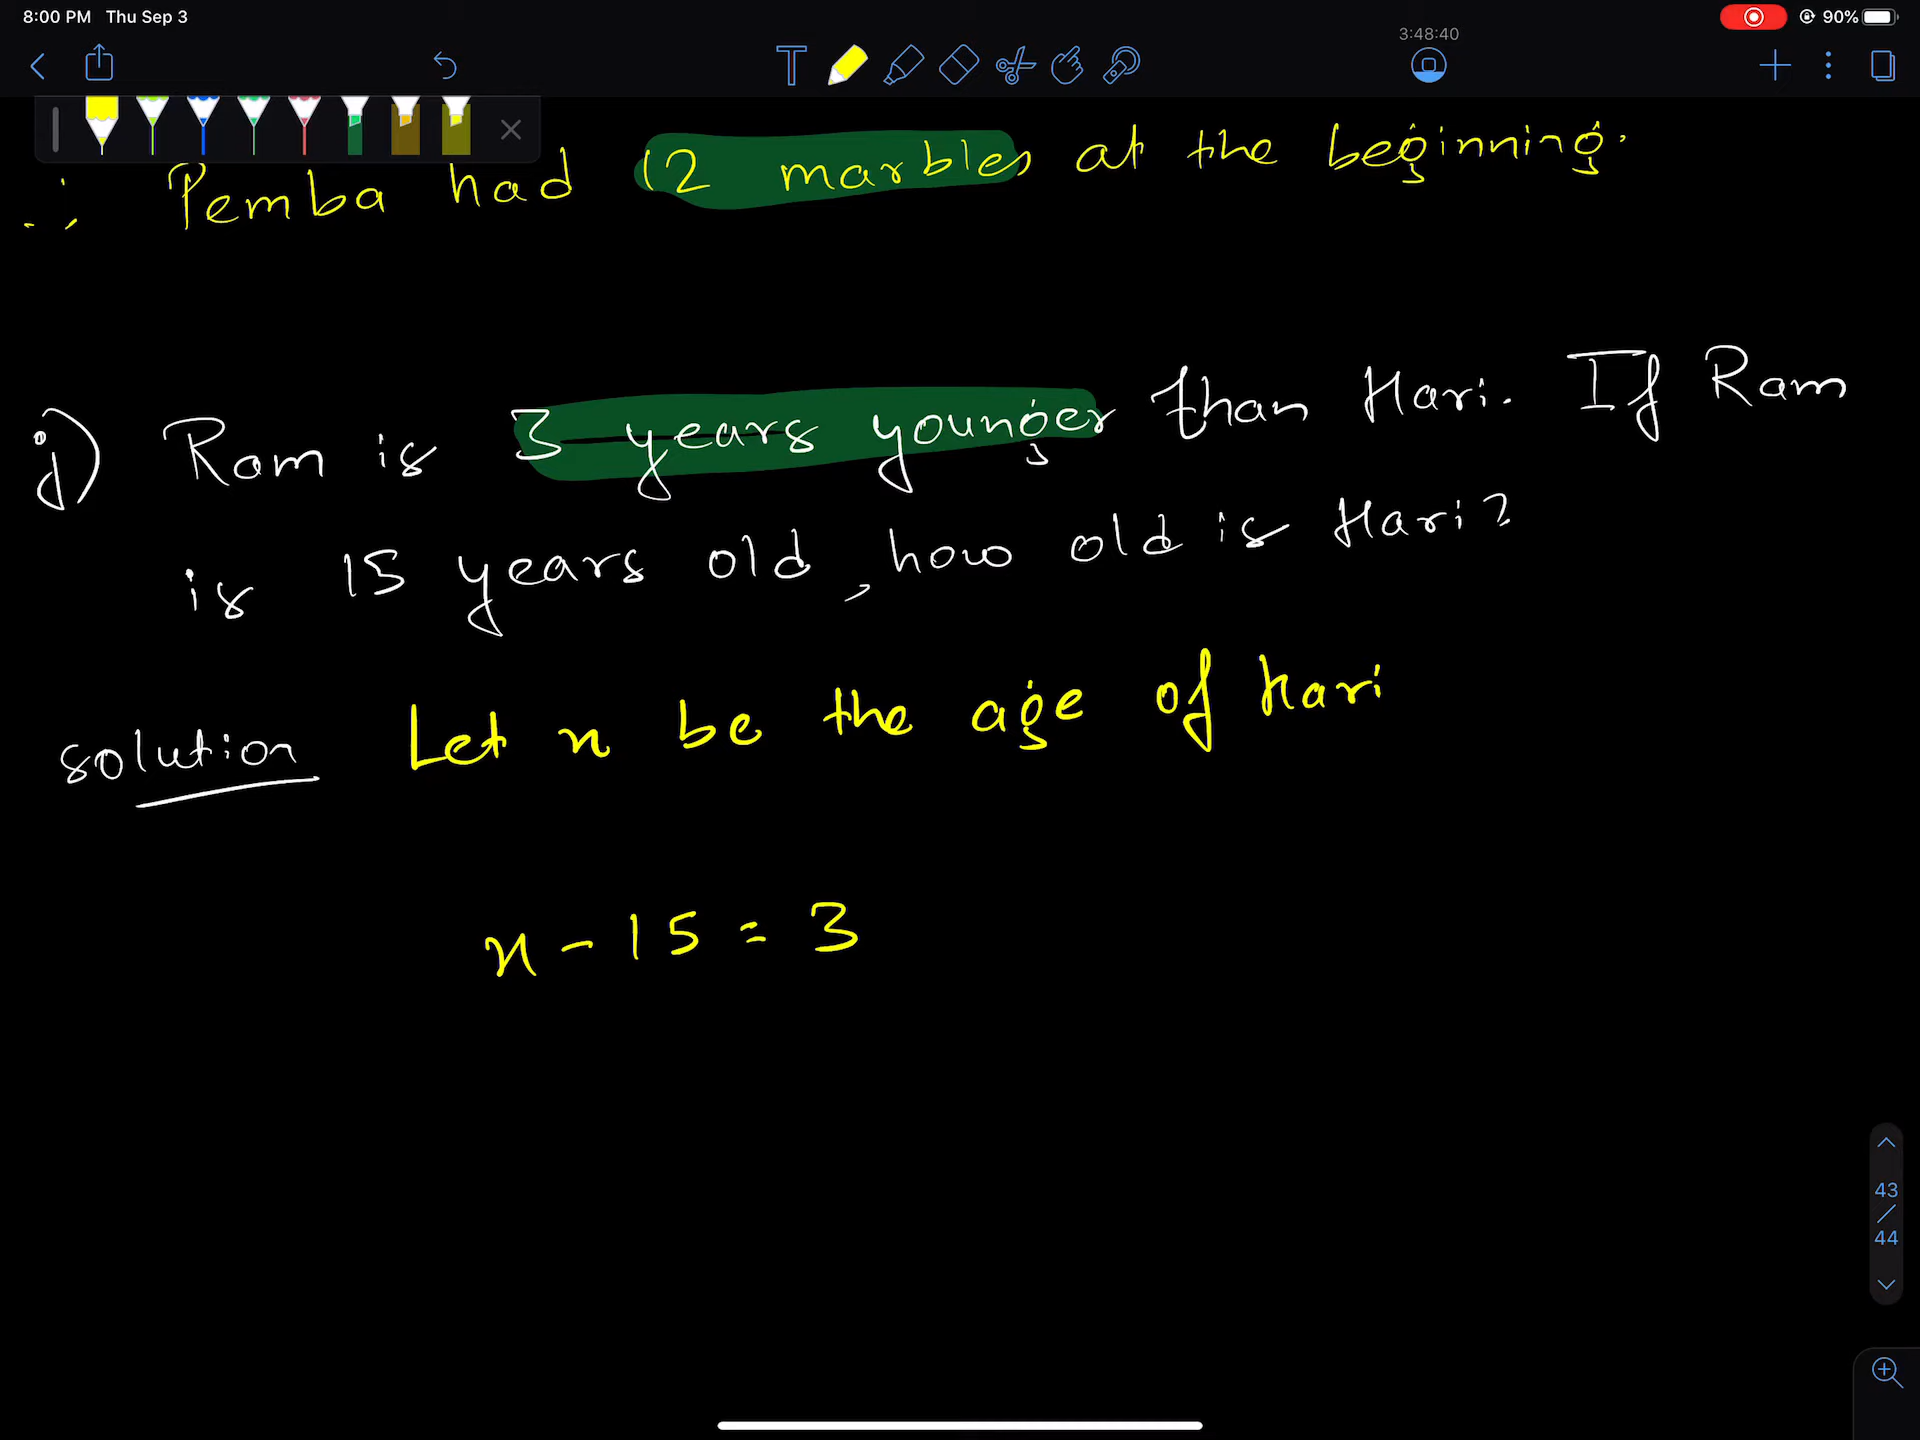 8:00 PM Thu Sep 3
90%
3:48:40
∴ Pemba had 12 marbles at the beginning.
j) Ram is 3 years younger than Hari. If Ram
is 15 years old, how old is Hari?
solution Let x be the age of hari
x - 15 = 3
43
/
44